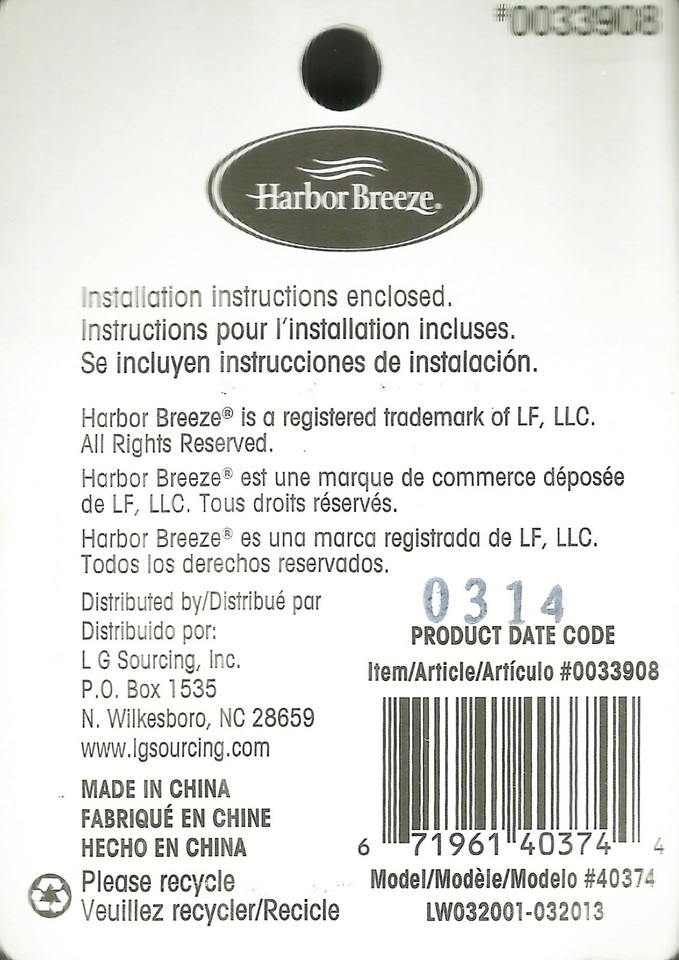 #0033908
Harbor Breeze®
Installation instructions enclosed.
Instructions pour l'installation incluses.
Se incluyen instrucciones de instalación.
Harbor Breeze® is a registered trademark of LF, LLC.
All Rights Reserved.
Harbor Breeze® est une marque de commerce déposée
de LF, LLC. Tous droits réservés.
Harbor Breeze® es una marca registrada de LF, LLC.
Todos los derechos reservados.
Distributed by/Distribué par
Distribuido por:
L G Sourcing, Inc.
P.O. Box 1535
N. Wilkesboro, NC 28659
www.lgsourcing.com
MADE IN CHINA
FABRIQUÉ EN CHINE
HECHO EN CHINA
Please recycle
Veuillez recycler/Recicle
0314
PRODUCT DATE CODE
Item/Article/Artículo #0033908
6 71961 40374 4
Model/Modèle/Modelo #40374
LW032001-032013